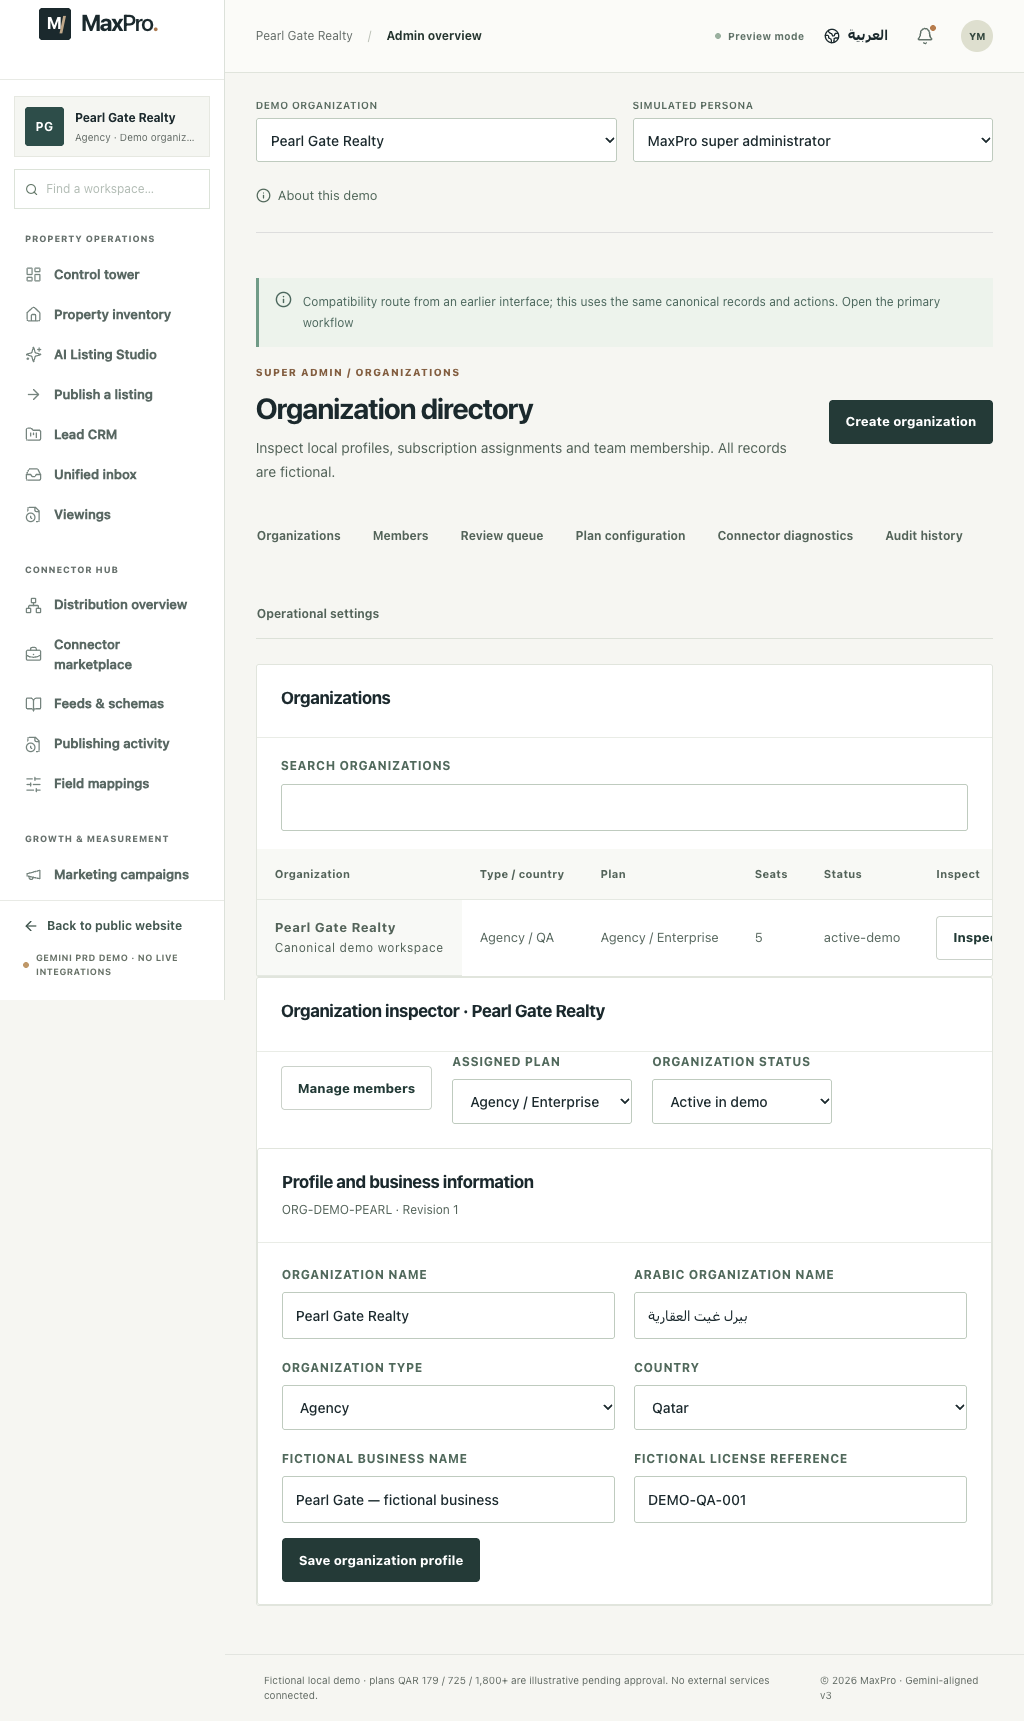 M/ MaxPro.
PG
Pearl Gate Realty
Agency · Demo organiz...
Find a workspace...
PROPERTY OPERATIONS
Control tower
Property inventory
AI Listing Studio
Publish a listing
Lead CRM
Unified inbox
Viewings
CONNECTOR HUB
Distribution overview
Connector
marketplace
Feeds & schemas
Publishing activity
Field mappings
GROWTH & MEASUREMENT
Marketing campaigns
Back to public website
GEMINI PRD DEMO · NO LIVE
INTEGRATIONS
Pearl Gate Realty / Admin overview
Preview mode
العربية
YM
DEMO ORGANIZATION
Pearl Gate Realty
SIMULATED PERSONA
MaxPro super administrator
About this demo
Compatibility route from an earlier interface; this uses the same canonical records and actions. Open the primary
workflow
SUPER ADMIN / ORGANIZATIONS
Organization directory
Inspect local profiles, subscription assignments and team membership. All records
are fictional.
Create organization
Organizations Members Review queue Plan configuration Connector diagnostics Audit history
Operational settings
Organizations
SEARCH ORGANIZATIONS
Organization Type / country Plan Seats Status Inspect
Pearl Gate Realty
Canonical demo workspace
Agency / QA Agency / Enterprise 5 active-demo Inspec
Organization inspector · Pearl Gate Realty
Manage members
ASSIGNED PLAN
Agency / Enterprise
ORGANIZATION STATUS
Active in demo
Profile and business information
ORG-DEMO-PEARL · Revision 1
ORGANIZATION NAME
Pearl Gate Realty
ARABIC ORGANIZATION NAME
بيرل غيت العقارية
ORGANIZATION TYPE
Agency
COUNTRY
Qatar
FICTIONAL BUSINESS NAME
Pearl Gate — fictional business
FICTIONAL LICENSE REFERENCE
DEMO-QA-001
Save organization profile
Fictional local demo · plans QAR 179 / 725 / 1,800+ are illustrative pending approval. No external services
connected.
© 2026 MaxPro · Gemini-aligned
v3